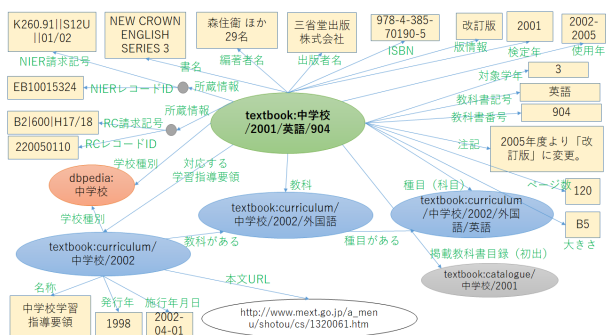 K260.91||S12U
||01/02
NEW CROWN
ENGLISH
SERIES 3
森住衛 ほか
29名
三省堂出版
株式会社
978-4-385-
70190-5
改訂版
2001
2002-
2005
NIER請求記号
書名
編著者名
出版者名
ISBN
版情報
検定年
使用年
EB10015324
NIERレコードID
所蔵情報
対象学年
3
教科書記号
英語
B2|600|H17/18
RC請求記号
所蔵情報
textbook:中学校
/2001/英語/904
教科書番号
904
220050110
RCレコードID
注記
2005年度より「改
訂版」に変更。
学校種別
対応する
学習指導要領
dbpedia:
中学校
教科
種目（科目）
ページ数
120
学校種別
textbook:curriculum/
中学校/2002/外国語
textbook:curriculum
/中学校/2002/外国
語/英語
B5
大きさ
textbook:curriculum/
中学校/2002
教科がある
種目がある
掲載教科書目録（初出）
textbook:catalogue/
中学校/2001
名称
発行年
施行年月日
本文URL
中学校学習
指導要領
1998
2002-
04-01
http://www.mext.go.jp/a_men
u/shotou/cs/1320061.htm